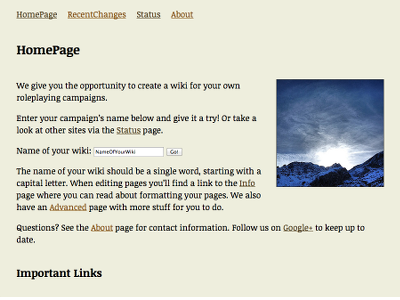 HomePage RecentChanges Status About
HomePage
We give you the opportunity to create a wiki for your own
roleplaying campaigns.
Enter your campaign's name below and give it a try! Or take a
look at other sites via the Status page.
Name of your wiki: NameOfYourWiki Go!
The name of your wiki should be a single word, starting with a
capital letter. When editing pages you'll find a link to the Info
page where you can read about formatting your pages. We also
have an Advanced page with more stuff for you to do.
Questions? See the About page for contact information. Follow us on Google+ to keep up to
date.
Important Links